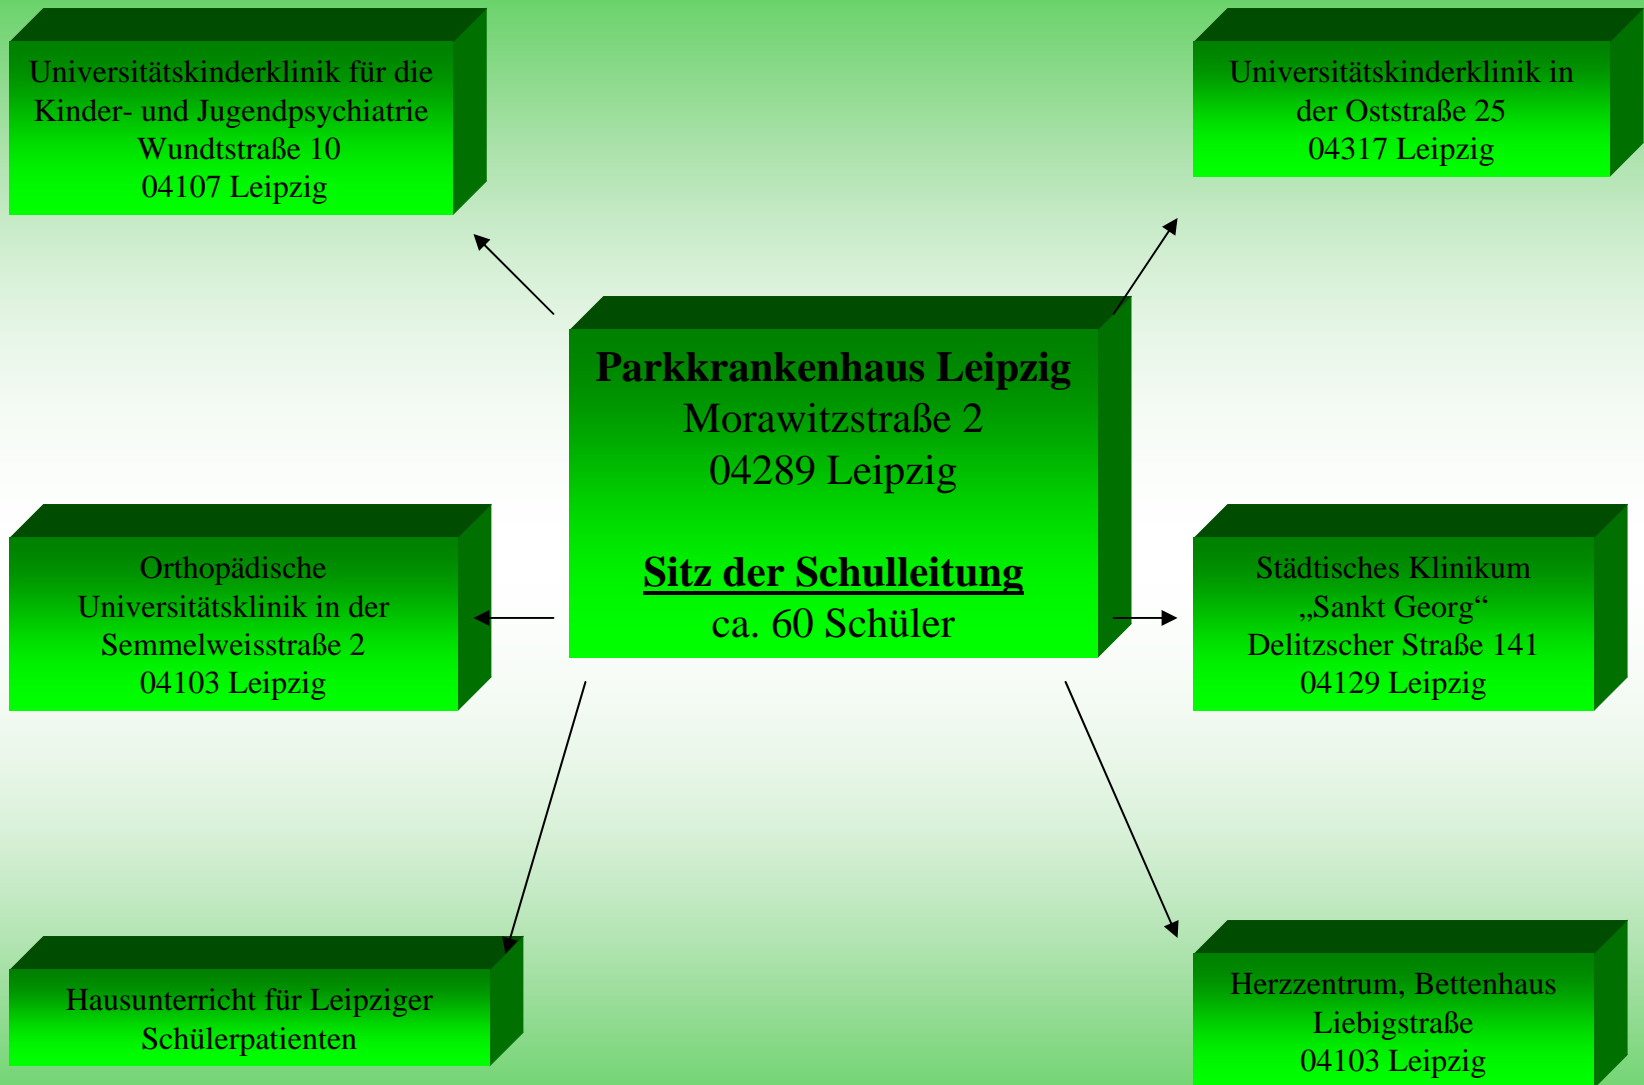 Universitätskinderklinik für die
Kinder- und Jugendpsychiatrie
Wundtstraße 10
04107 Leipzig
Universitätskinderklinik in
der Oststraße 25
04317 Leipzig
Parkkrankenhaus Leipzig
Morawitzstraße 2
04289 Leipzig
Sitz der Schulleitung
ca. 60 Schüler
Orthopädische
Universitätsklinik in der
Semmelweisstraße 2
04103 Leipzig
Städtisches Klinikum
„Sankt Georg“
Delitzscher Straße 141
04129 Leipzig
Hausunterricht für Leipziger
Schülerpatienten
Herzzentrum, Bettenhaus
Liebigstraße
04103 Leipzig